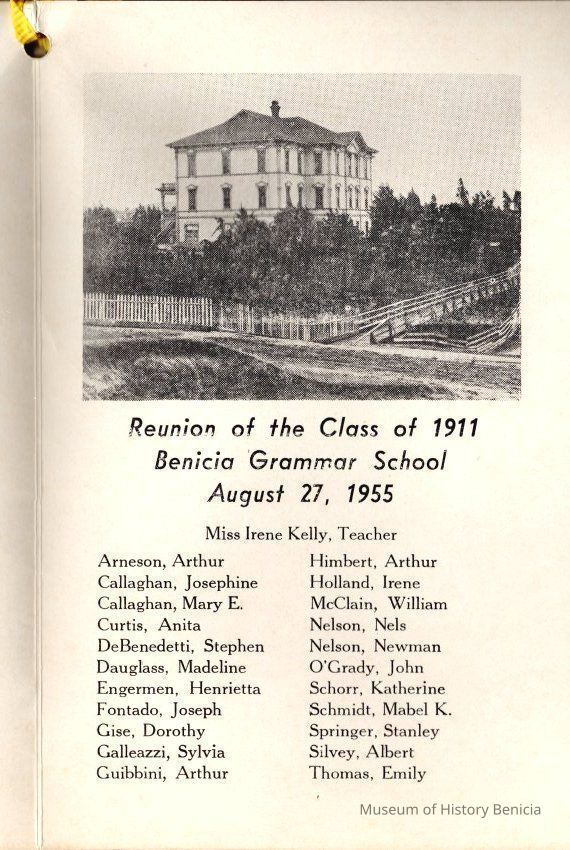 Reunion of the Class of 1911
Benicia Grammar School
August 27, 1955
Miss Irene Kelly, Teacher
Arneson, Arthur
Callaghan, Josephine
Callaghan, Mary E.
Curtis, Anita
DeBenedetti, Stephen
Dauglass, Madeline
Engermen, Henrietta
Fontado, Joseph
Gise, Dorothy
Galleazzi, Sylvia
Guibbini, Arthur
Himbert, Arthur
Holland, Irene
McClain, William
Nelson, Nels
Nelson, Newman
O'Grady, John
Schorr, Katherine
Schmidt, Mabel K.
Springer, Stanley
Silvey, Albert
Thomas, Emily
Museum of History Benicia